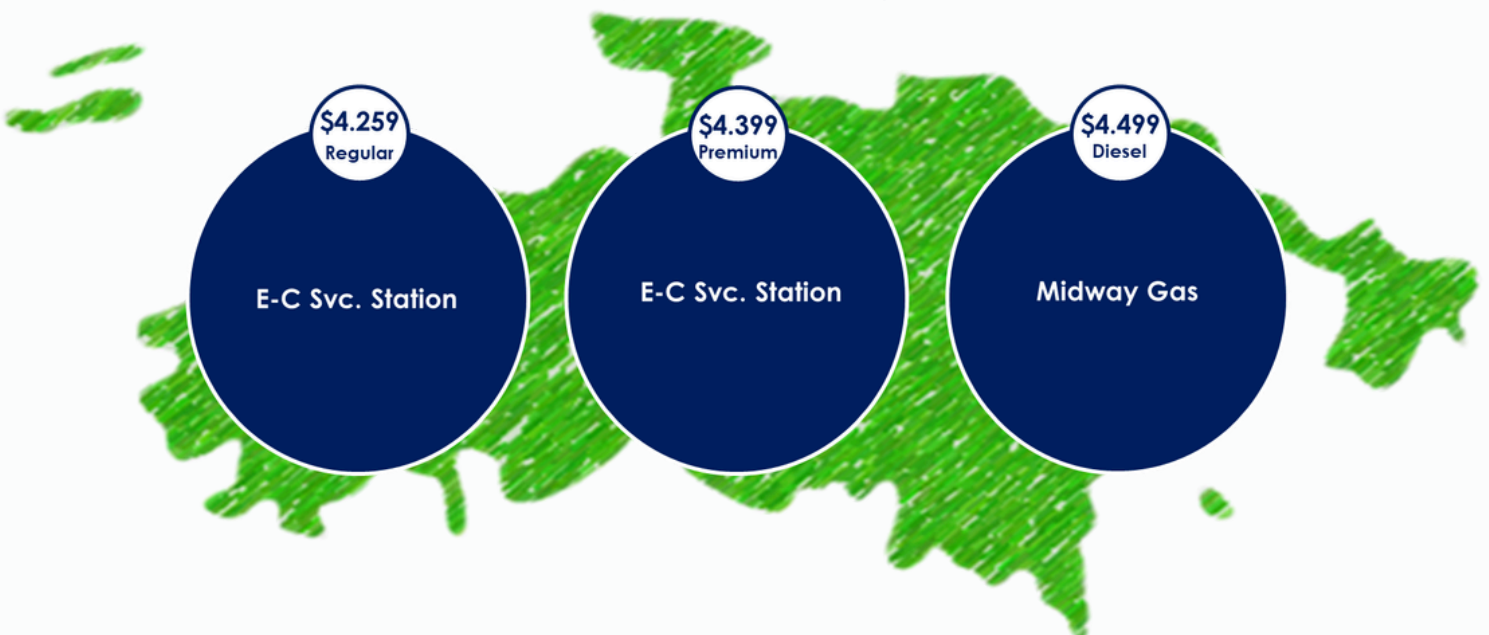 $4.259
Regular
E-C Svc. Station
$4.399
Premium
E-C Svc. Station
$4.499
Diesel
Midway Gas